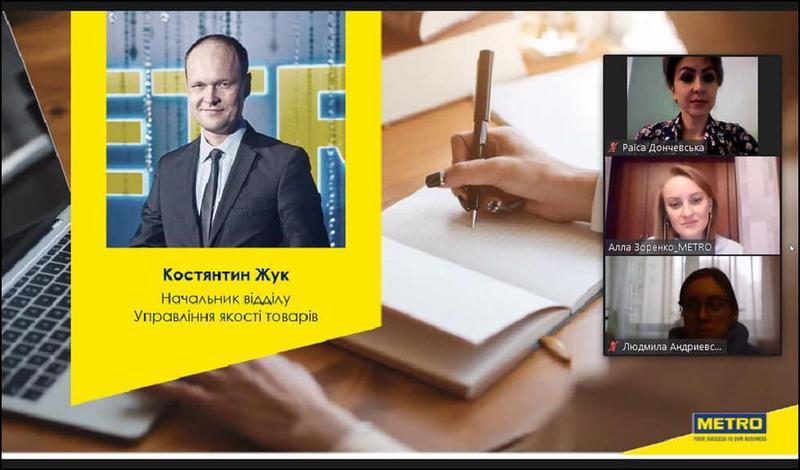 ETR
Костянтин Жук
Начальник відділу
Управління якості товарів
Раїса Дончевська
Алла Зоренко_METRO
Людмила Андриевс...
METRO
YOUR SUCCESS IS OUR BUSINESS